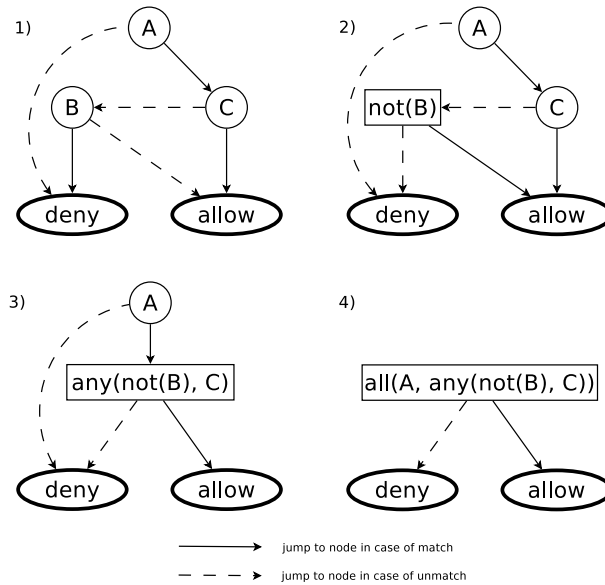 1)
A
B
C
deny
allow
2)
A
not(B)
C
deny
allow
3)
A
any(not(B), C)
deny
allow
4)
all(A, any(not(B), C))
deny
allow
jump to node in case of match
jump to node in case of unmatch